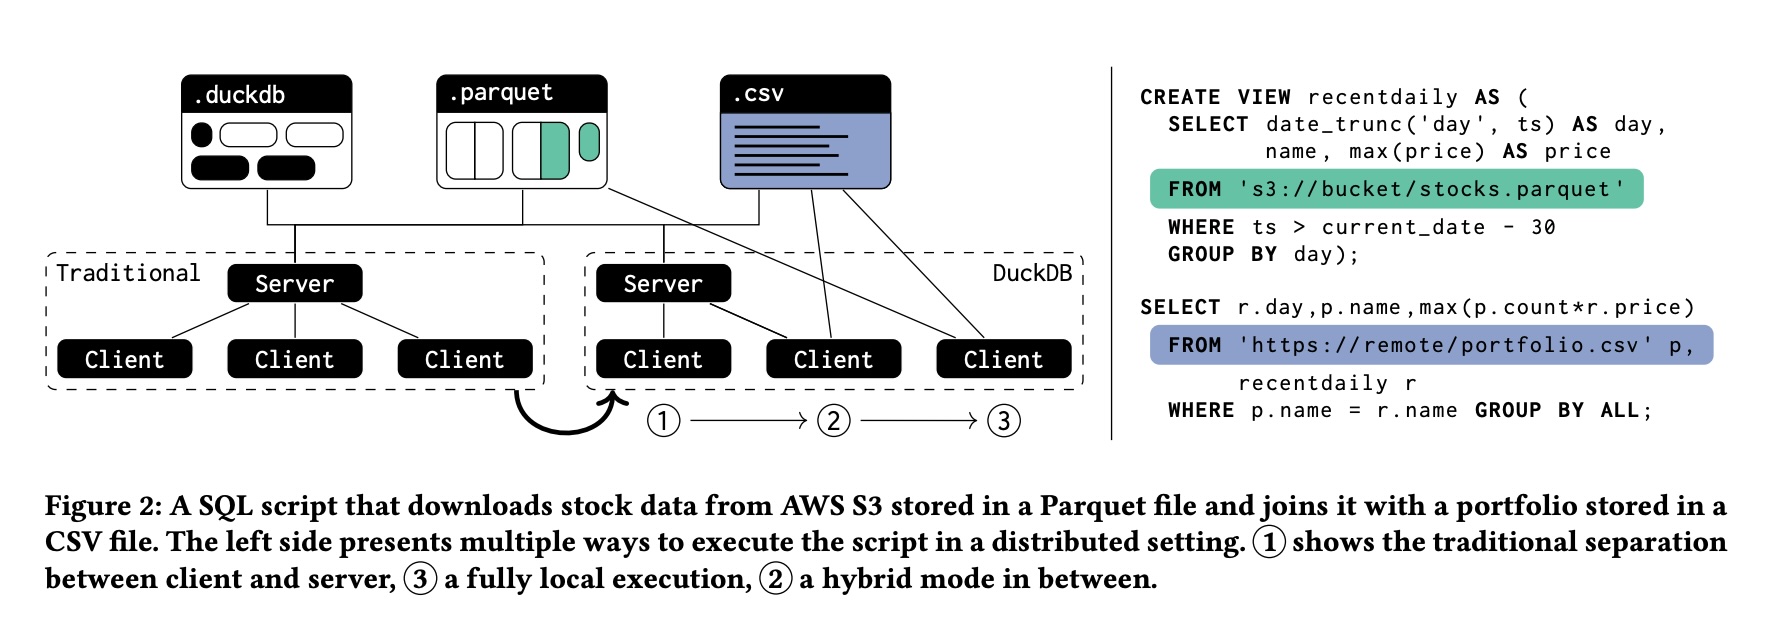 .duckdb
.parquet
.csv
Traditional
Server
Client
Client
Client
Server
DuckDB
Client
Client
Client
① ② ③
CREATE VIEW recentdaily AS (
SELECT date_trunc('day', ts) AS day,
name, max(price) AS price
FROM 's3://bucket/stocks.parquet'
WHERE ts > current_date - 30
GROUP BY day);
SELECT r.day,p.name,max(p.count*r.price)
FROM 'https://remote/portfolio.csv' p,
recentdaily r
WHERE p.name = r.name GROUP BY ALL;
Figure 2: A SQL script that downloads stock data from AWS S3 stored in a Parquet file and joins it with a portfolio stored in a
CSV file. The left side presents multiple ways to execute the script in a distributed setting. ① shows the traditional separation
between client and server, ③ a fully local execution, ② a hybrid mode in between.